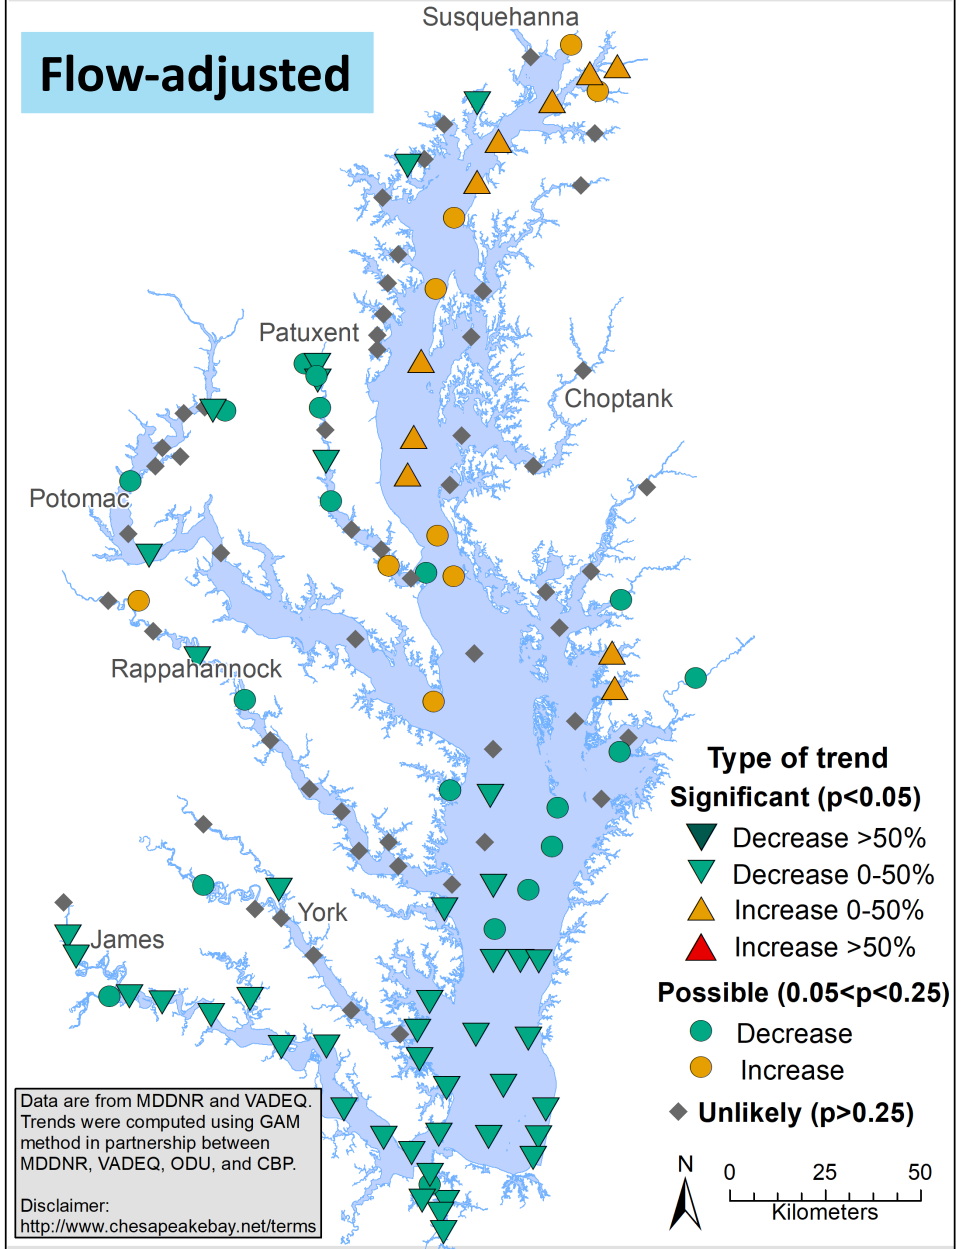 Susquehanna
Flow-adjusted
Patuxent
Choptank
Potomac
Rappahannock
York
James
Type of trend
Significant (p<0.05)
Decrease >50%
Decrease 0-50%
Increase 0-50%
Increase >50%
Possible (0.05<p<0.25)
Decrease
Increase
Unlikely (p>0.25)
Data are from MDDNR and VADEQ.
Trends were computed using GAM
method in partnership between
MDDNR, VADEQ, ODU, and CBP.
Disclaimer:
http://www.chesapeakebay.net/terms
N
0 25 50
Kilometers